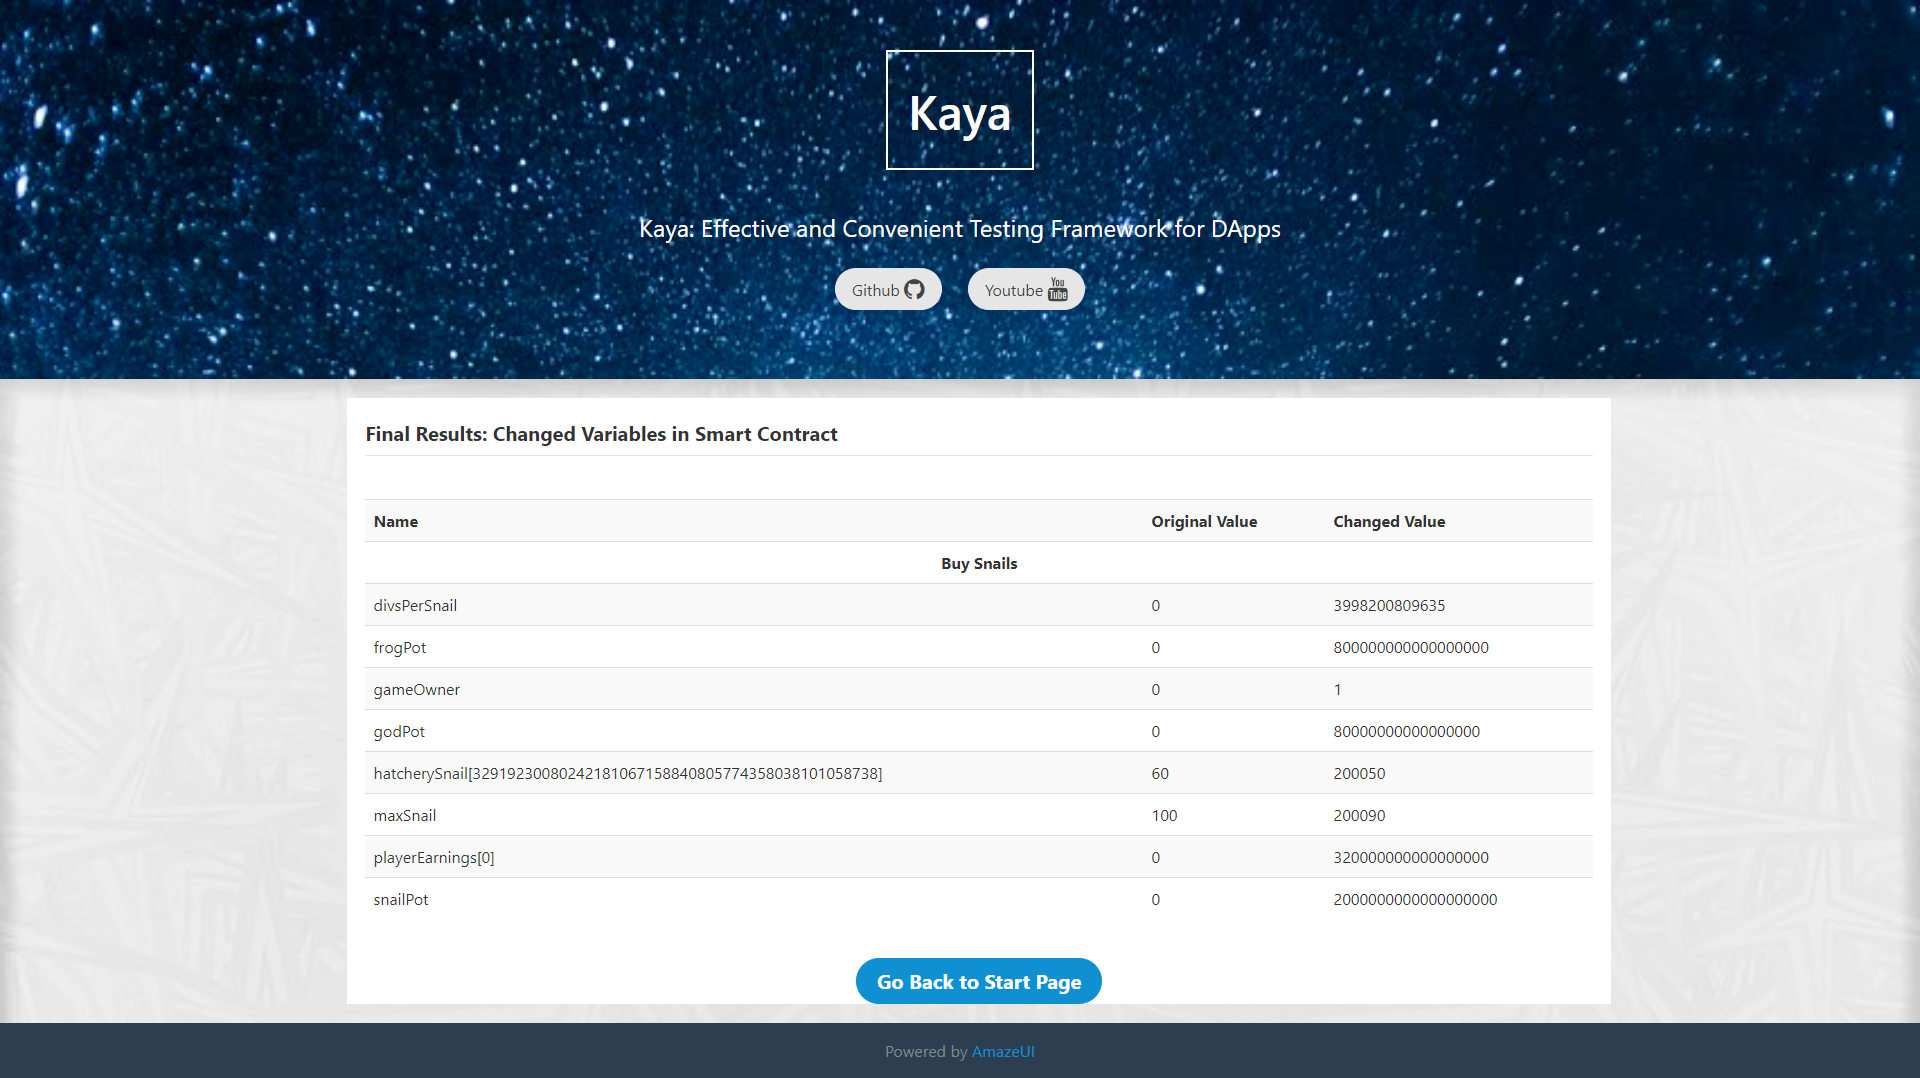 Kaya
Kaya: Effective and Convenient Testing Framework for DApps
Github
Youtube You Tube
Final Results: Changed Variables in Smart Contract
Name Original Value Changed Value
Buy Snails
divsPerSnail 0 3998200809635
frogPot 0 800000000000000000
gameOwner 0 1
godPot 0 80000000000000000
hatcherySnail[329192300802421810671588408057743580381010587​38] 60 200050
maxSnail 100 200090
playerEarnings[0] 0 320000000000000000
snailPot 0 2000000000000000000
Go Back to Start Page
Powered by AmazeUI